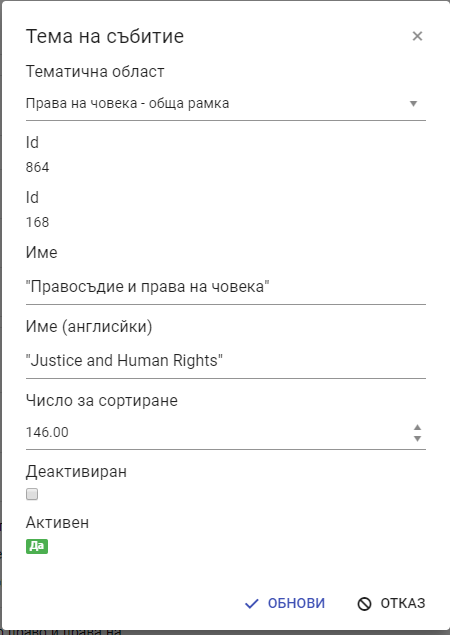 Тема на събитие
Тематична област
Права на човека - обща рамка
Id
864
Id
168
Име
"Правосъдие и права на човека"
Име (англисйки)
"Justice and Human Rights"
Число за сортиране
146.00
Деактивиран
Активен
Да
ОБНОВИ ОТКАЗ